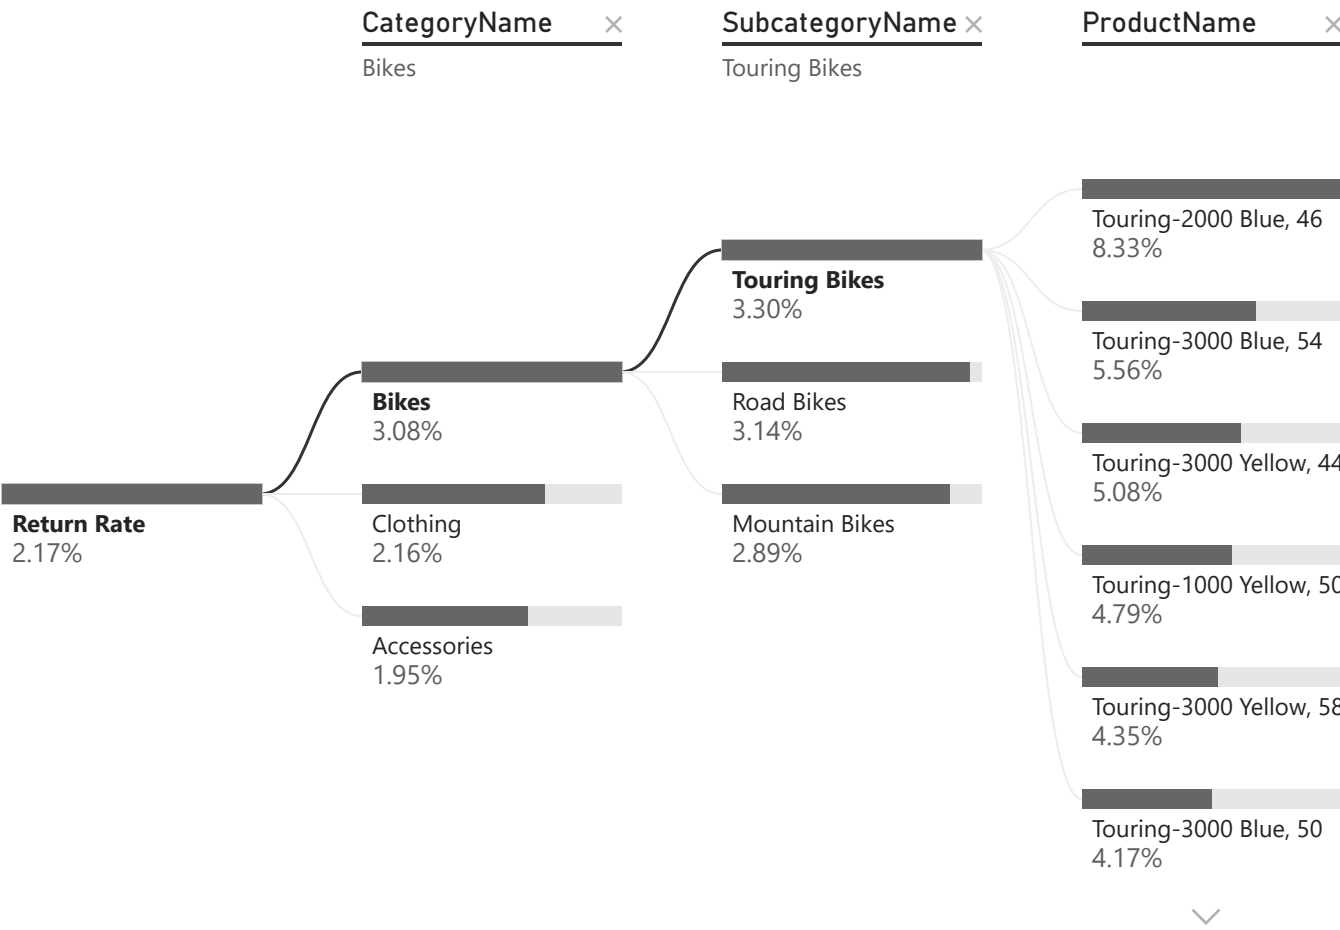 CategoryName
SubcategoryName
ProductName
Bikes
Touring Bikes
Return Rate
2.17%
Bikes
3.08%
Clothing
2.16%
Accessories
1.95%
Touring Bikes
3.30%
Road Bikes
3.14%
Mountain Bikes
2.89%
Touring-2000 Blue, 46
8.33%
Touring-3000 Blue, 54
5.56%
Touring-3000 Yellow, 44
5.08%
Touring-1000 Yellow, 50
4.79%
Touring-3000 Yellow, 58
4.35%
Touring-3000 Blue, 50
4.17%